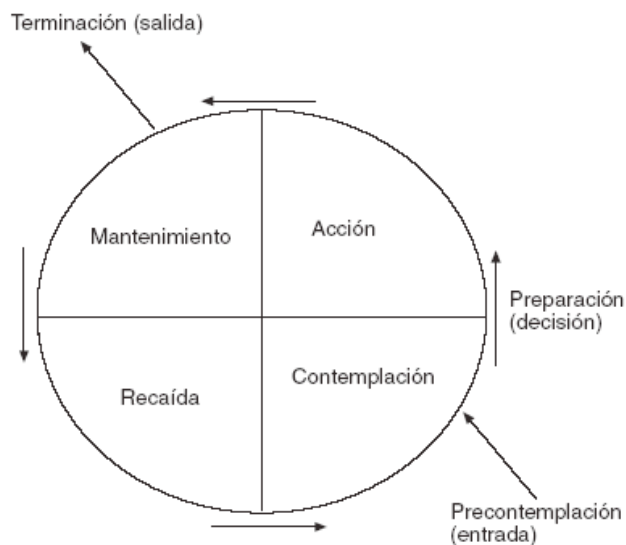 Terminación (salida)
Mantenimiento
Acción
Preparación
(decisión)
Recaída
Contemplación
Precontemplación
(entrada)